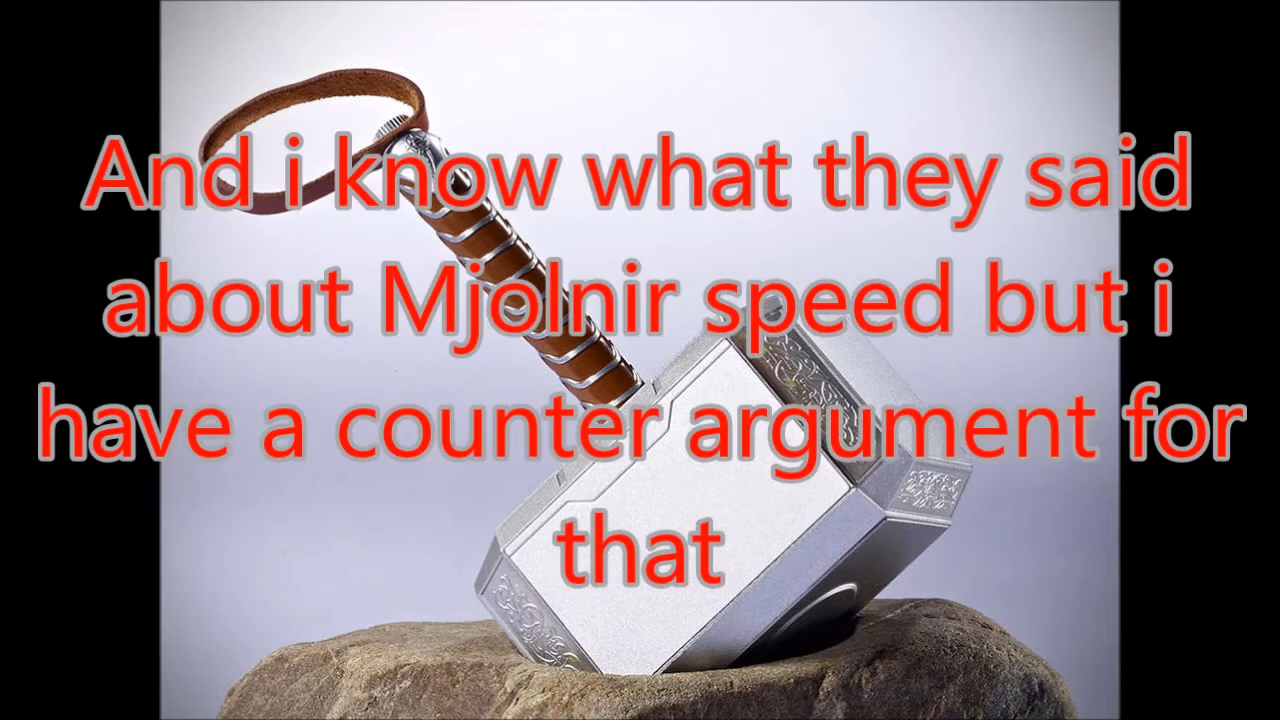 And i know what they said
about Mjolnir speed but i
have a counter argument for
that